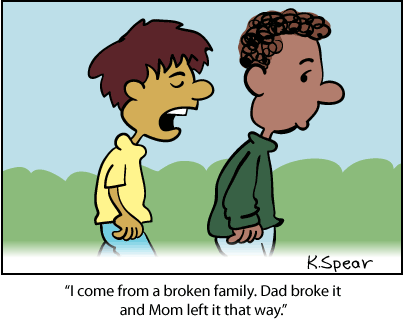 K.Spear
“I come from a broken family. Dad broke it
and Mom left it that way.”